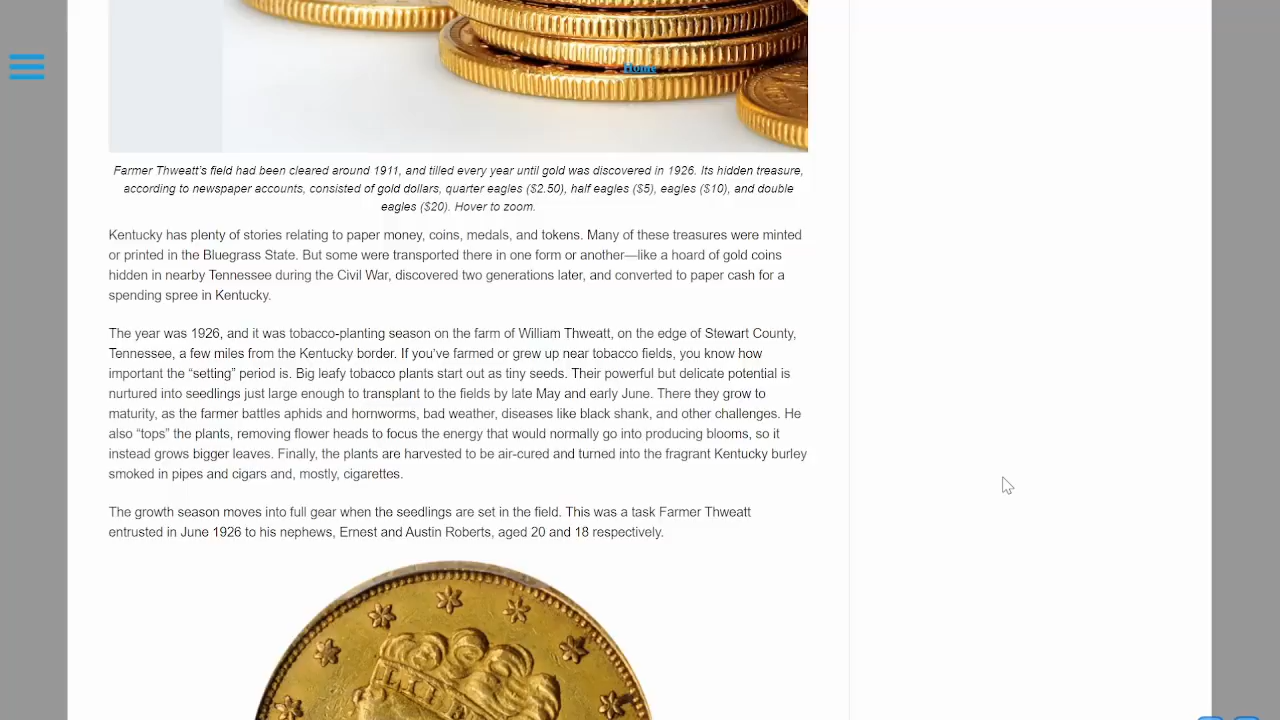 Home
Farmer Thweatt's field had been cleared around 1911, and tilled every year until gold was discovered in 1926. Its hidden treasure,
according to newspaper accounts, consisted of gold dollars, quarter eagles ($2.50), half eagles ($5), eagles ($10), and double
eagles ($20). Hover to zoom.
Kentucky has plenty of stories relating to paper money, coins, medals, and tokens. Many of these treasures were minted
or printed in the Bluegrass State. But some were transported there in one form or another—like a hoard of gold coins
hidden in nearby Tennessee during the Civil War, discovered two generations later, and converted to paper cash for a
spending spree in Kentucky.
The year was 1926, and it was tobacco-planting season on the farm of William Thweatt, on the edge of Stewart County,
Tennessee, a few miles from the Kentucky border. If you've farmed or grew up near tobacco fields, you know how
important the “setting” period is. Big leafy tobacco plants start out as tiny seeds. Their powerful but delicate potential is
nurtured into seedlings just large enough to transplant to the fields by late May and early June. There they grow to
maturity, as the farmer battles aphids and hornworms, bad weather, diseases like black shank, and other challenges. He
also “tops” the plants, removing flower heads to focus the energy that would normally go into producing blooms, so it
instead grows bigger leaves. Finally, the plants are harvested to be air-cured and turned into the fragrant Kentucky burley
smoked in pipes and cigars and, mostly, cigarettes.
The growth season moves into full gear when the seedlings are set in the field. This was a task Farmer Thweatt
entrusted in June 1926 to his nephews, Ernest and Austin Roberts, aged 20 and 18 respectively.